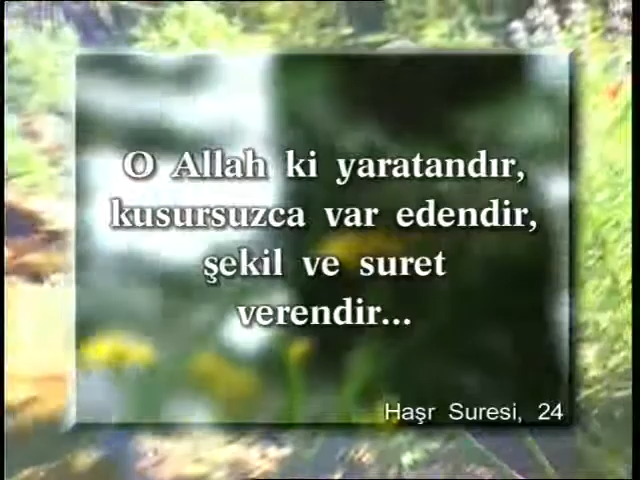 O Allah ki yaratandır,
kusursuzca var edendir,
şekil ve suret
verendir...
Haşr Suresi, 24